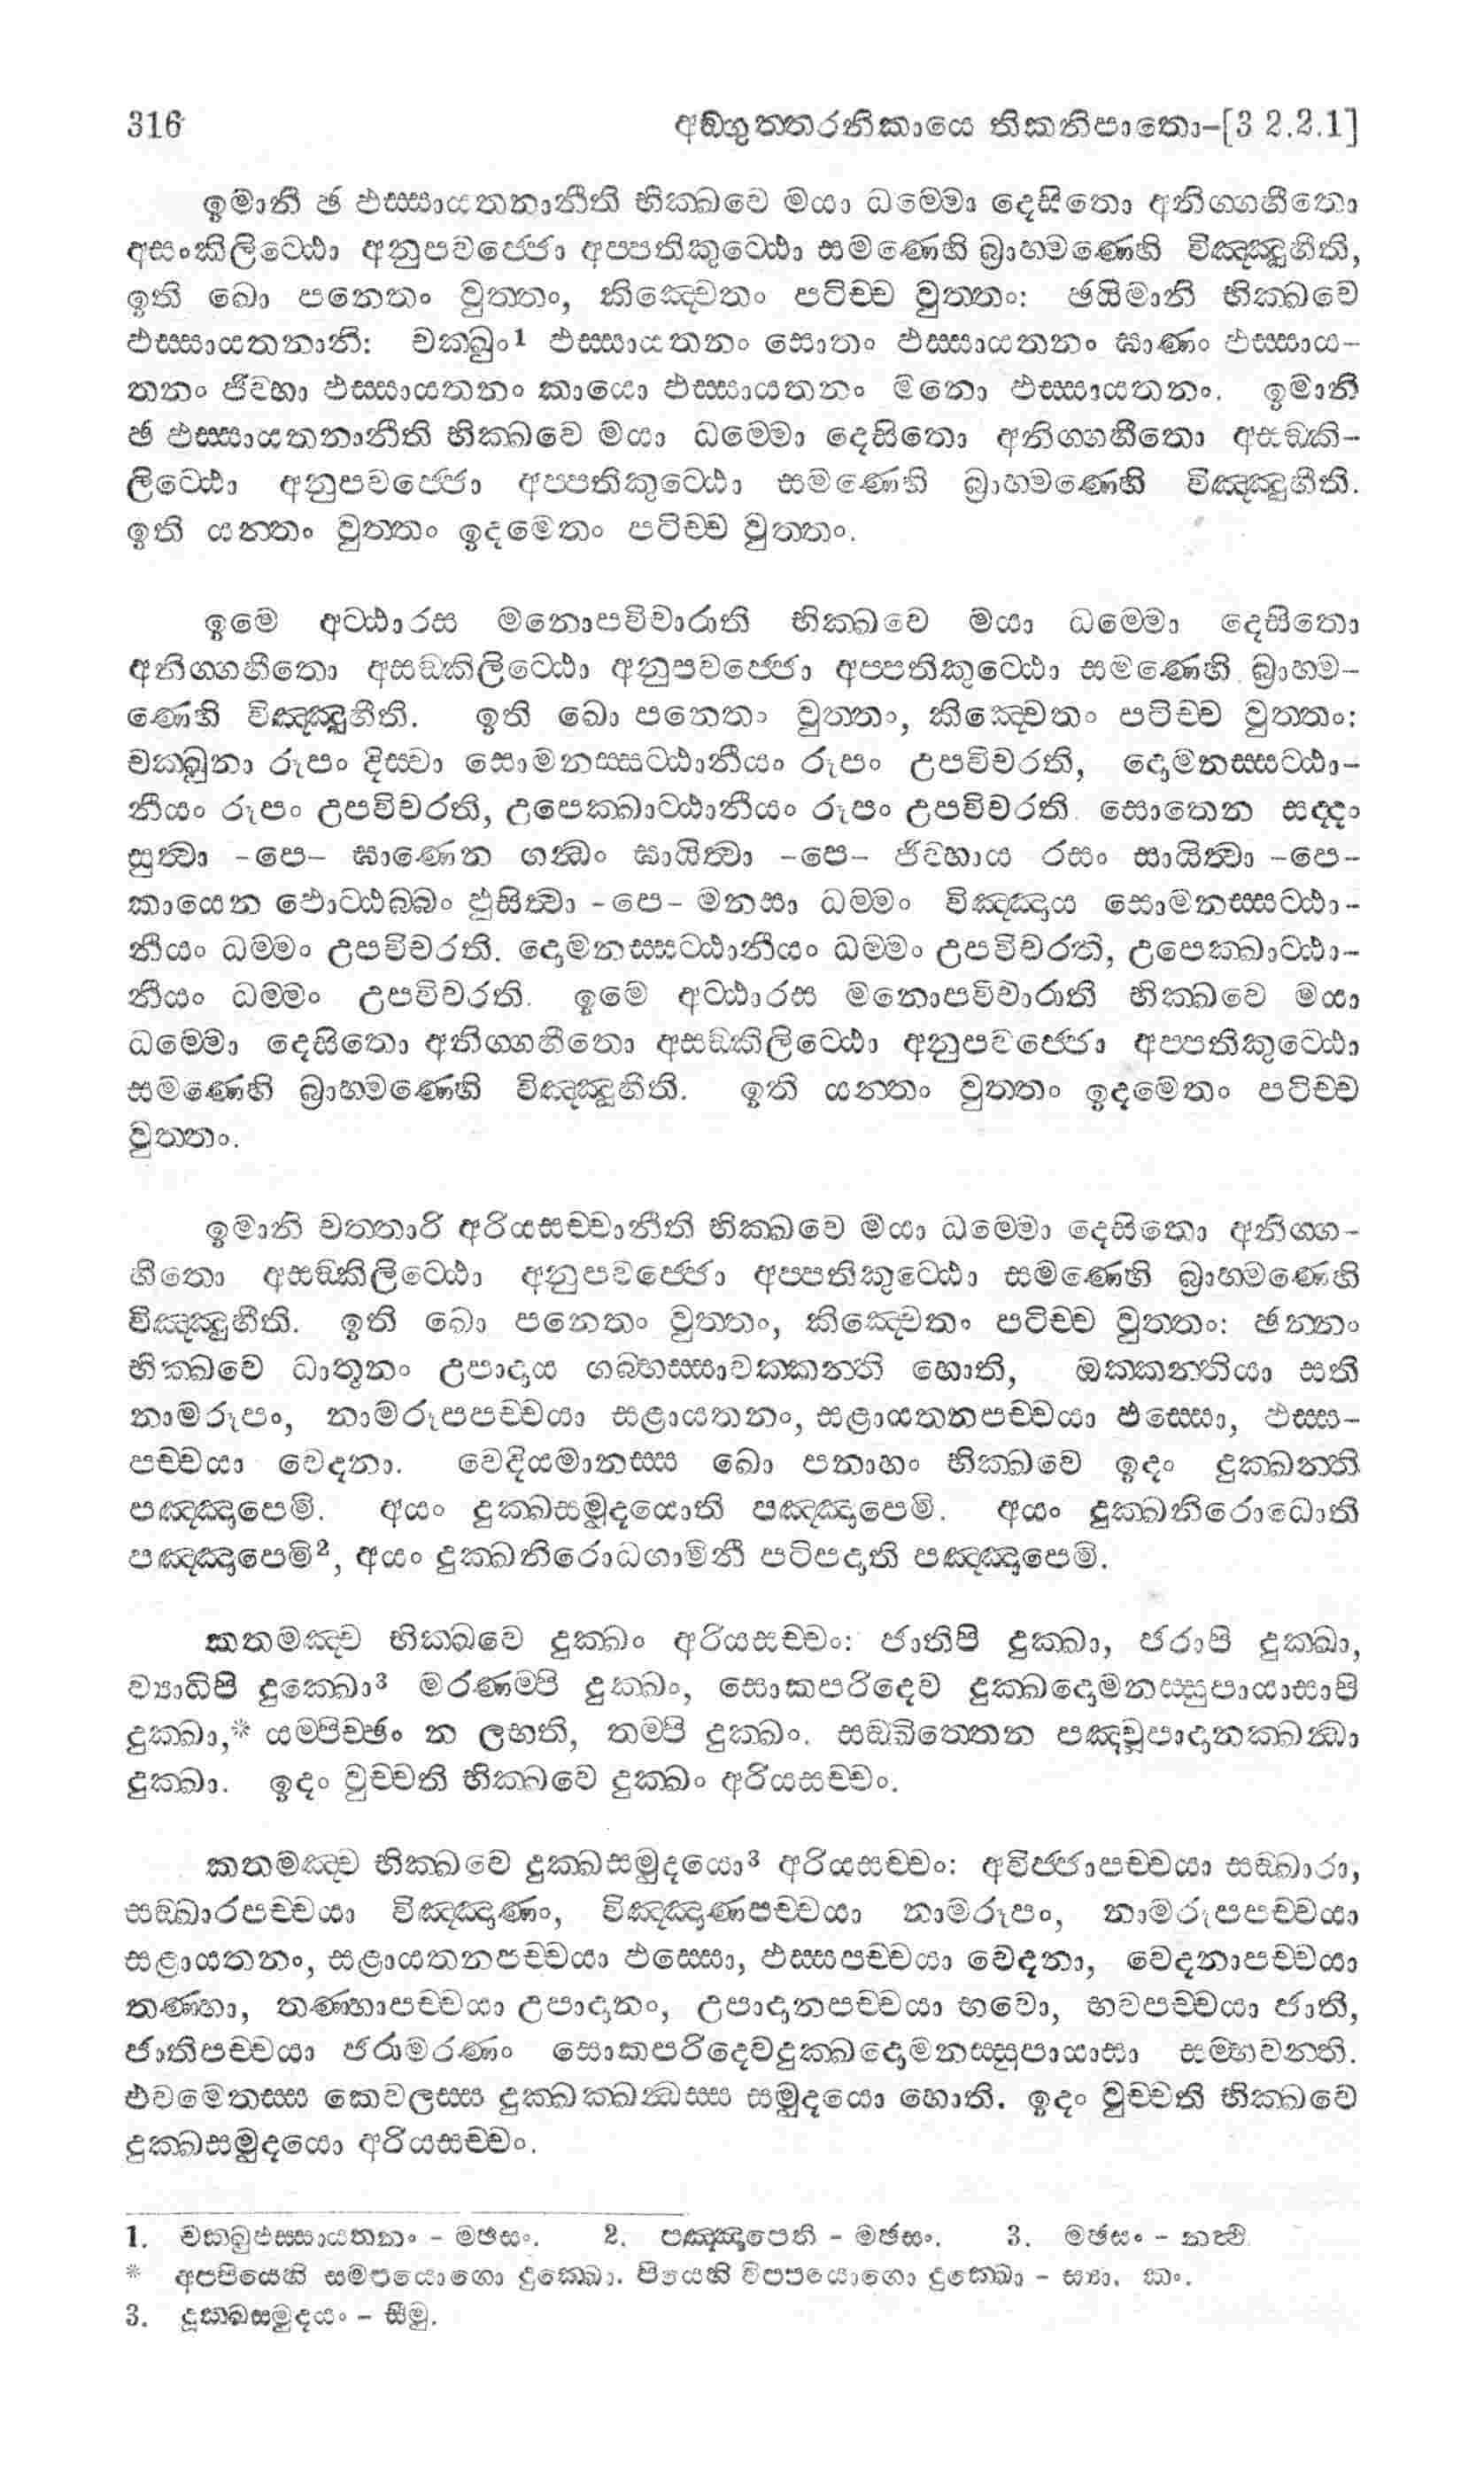 316 අඞ්ගුත්තරනිකායෙ තිකනිපාතො–[3 2.2.1]
ඉමානි ඡ ඵස්සායතනානීති භික්ඛවෙ මයා ධම්මො දෙසිතො අනිග්ගහීතො
අසංකිලිට්ඨො අනුපවජ්ජො අප්පතිකුට්ඨො සමණෙහි බ්‍රාහ්මණෙහි විඤ්ඤූහීති,
ඉති ඛො පනෙතං වුත්තං, කිඤ්චෙතං පටිච්ච වුත්තං: ඡයිමානි භික්ඛවෙ
ඵස්සායතනානි: චක්ඛුං1 ඵස්සායතනං සොතං ඵස්සායතනං ඝාණං ඵස්සාය–
තනං ජිව්හා ඵස්සායතනං කායො ඵස්සායතනං මනො ඵස්සායතනං. ඉමානි
ඡ ඵස්සායතනානීති භික්ඛවෙ මයා ධම්මො දෙසිතො අනිග්ගහීතො අසඞ්කි–
ලිට්ඨො අනුපවජ්ජො අප්පතිකුට්ඨො සමණෙහි බ්‍රාහ්මණෙහි විඤ්ඤූහීති.
ඉති යන්තං වුත්තං ඉදමෙතං පටිච්ච වුත්තං.
ඉමෙ අට්ඨාරස මනොපවිචාරාති භික්ඛවෙ මයා ධම්මො දෙසිතො
අනිග්ගහීතො අසඞ්කිලිට්ඨො අනුපවජ්ජො අප්පතිකුට්ඨො සමණෙහි බ්‍රාහ්ම–
ණෙහි විඤ්ඤූහීති. ඉති ඛො පනෙතං වුත්තං, කිඤ්චෙතං පටිච්ච වුත්තං:
චක්ඛුනා රූපං දිස්වා සොමනස්සට්ඨානීයං රූපං උපවිචරති, දොමනස්සට්ඨා–
නීයං රූපං උපවිචරති, උපෙක්ඛාට්ඨානීයං රූපං උපවිචරති. සොතෙන සද්දං
සුත්වා –පෙ– ඝාණෙන ගන්ධං ඝායිත්වා –පෙ– ජිව්හාය රසං සායිත්වා –පෙ–
කායෙන ඵොට්ඨබ්බං ඵුසිත්වා –පෙ– මනසා ධම්මං විඤ්ඤාය සොමනස්සට්ඨා–
නීයං ධම්මං උපවිචරති. දොමනස්සට්ඨානීයං ධම්මං උපවිචරති, උපෙක්ඛාට්ඨා–
නීයං ධම්මං උපවිචරති. ඉමෙ අට්ඨාරස මනොපවිචාරාති භික්ඛවෙ මයා
ධම්මො දෙසිතො අනිග්ගහීතො අසඞ්කිලිට්ඨො අනුපවජ්ජො අප්පතිකුට්ඨො
සමණෙහි බ්‍රාහ්මණෙහි විඤ්ඤූහීති. ඉති යන්තං වුත්තං ඉදමෙතං පටිච්ච
වුත්තං.
ඉමානි චත්තාරි අරියසච්චානීති භික්ඛවෙ මයා ධම්මො දෙසිතො අනිග්ග–
හීතො අසඞ්කිලිට්ඨො අනුපවජ්ජො අප්පතිකුට්ඨො සමණෙහි බ්‍රාහ්මණෙහි
විඤ්ඤූහීති. ඉති ඛො පනෙතං වුත්තං, කිඤ්චෙතං පටිච්ච වුත්තං: ඡන්නං
භික්ඛවෙ ධාතූනං උපාදාය ගබ්භස්සාවක්කන්ති හොති, ඔක්කන්තියා සති
නාමරූපං, නාමරූපපච්චයා සළායතනං, සළායතනපච්චයා ඵස්සො, ඵස්ස–
පච්චයා වෙදනා. වෙදියමානස්ස ඛො පනාහං භික්ඛවෙ ඉදං දුක්ඛන්ති
පඤ්ඤාපෙමි. අයං දුක්ඛසමුදයොති පඤ්ඤාපෙමි. අයං දුක්ඛනිරොධොති
පඤ්ඤාපෙමි2, අයං දුක්ඛනිරොධගාමිනී පටිපදාති පඤ්ඤාපෙමි.
කතමඤ්ච භික්ඛවෙ දුක්ඛං අරියසච්චං: ජාතිපි දුක්ඛා, ජරාපි දුක්ඛා,
ව්‍යාධිපි දුක්ඛො3 මරණම්පි දුක්ඛං, සොකපරිදෙව දුක්ඛදොමනස්සුපායාසාපි
දුක්ඛා,* යම්පිච්ඡං න ලභති, තම්පි දුක්ඛං. සඞ්ඛිත්තෙන පඤ්චූපාදානක්ඛන්ධා
දුක්ඛා. ඉදං වුච්චති භික්ඛවෙ දුක්ඛං අරියසච්චං.
කතමඤ්ච භික්ඛවෙ දුක්ඛසමුදයො3 අරියසච්චං: අවිජ්ජාපච්චයා සඞ්ඛාරා,
සඞ්ඛාරපච්චයා විඤ්ඤාණං, විඤ්ඤාණපච්චයා නාමරූපං, නාමරූපපච්චයා
සළායතනං, සළායතනපච්චයා ඵස්සො, ඵස්සපච්චයා වෙදනා, වෙදනාපච්චයා
තණ්හා, තණ්හාපච්චයා උපාදානං, උපාදානපච්චයා භවො, භවපච්චයා ජාති,
ජාතිපච්චයා ජරාමරණං සොකපරිදෙවදුක්ඛදොමනස්සුපායාසා සම්භවන්ති.
එවමෙතස්ස කෙවලස්ස දුක්ඛක්ඛන්ධස්ස සමුදයො හොති. ඉදං වුච්චති භික්ඛවෙ
දුක්ඛසමුදයො අරියසච්චං.
1. චක්ඛුඵස්සායතනං – මඡසං. 2. පඤ්ඤාපෙති – මඡසං. 3. මඡසං – නත්ථි
* අප්පියෙහි සම්පයොගො දුක්ඛො. පියෙහි විප්පයොගො දුක්ඛො – ස්‍යා. කං.
3. දුක්ඛසමුදයං – සීමු.